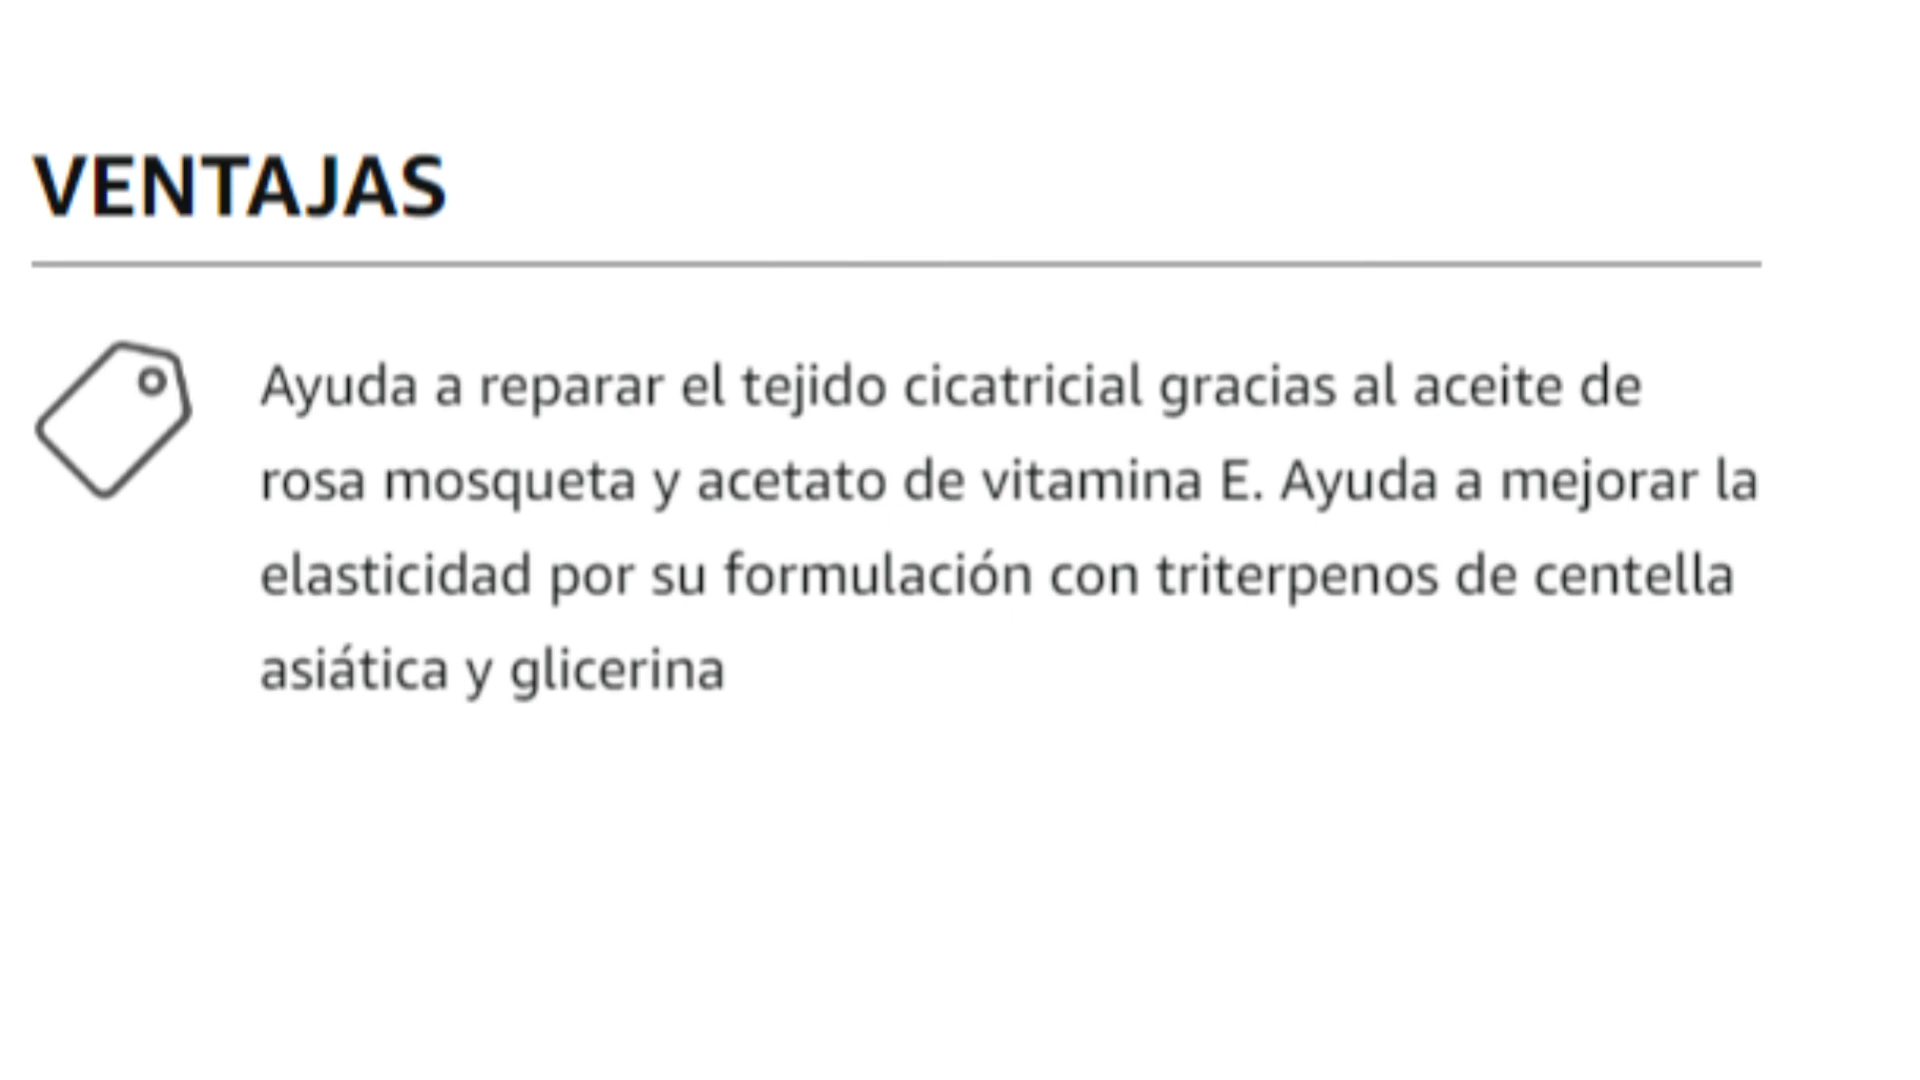 VENTAJAS
Ayuda a reparar el tejido cicatricial gracias al aceite de
rosa mosqueta y acetato de vitamina E. Ayuda a mejorar la
elasticidad por su formulación con triterpenos de centella
asiática y glicerina